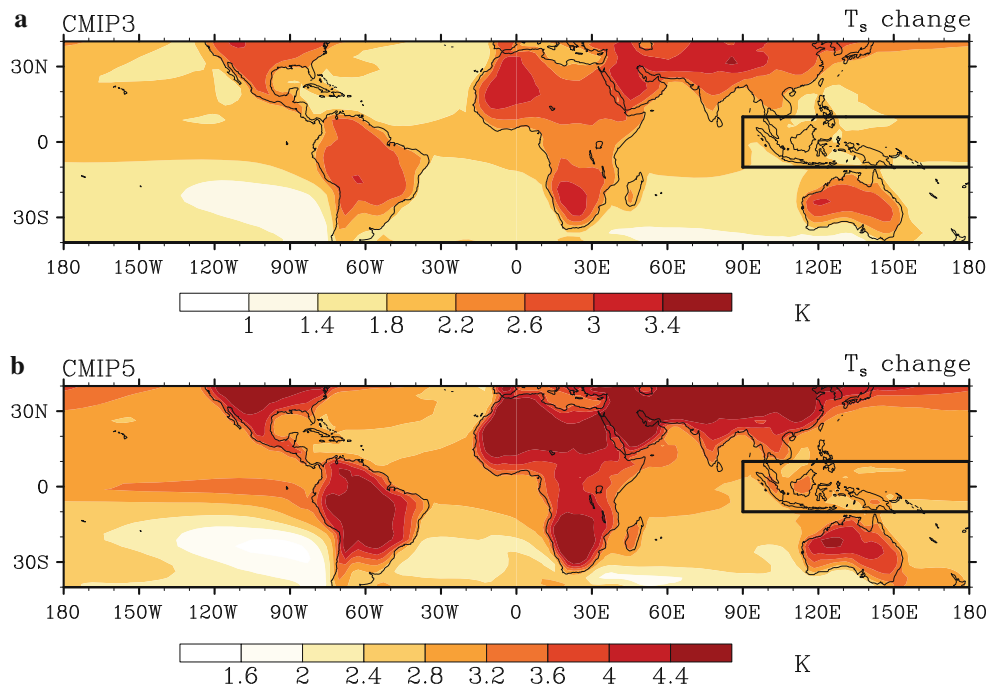 a CMIP3 Ts change
30N
0
30S
180 150W 120W 90W 60W 30W 0 30E 60E 90E 120E 150E 180
1 1.4 1.8 2.2 2.6 3 3.4 K
b CMIP5 Ts change
30N
0
30S
180 150W 120W 90W 60W 30W 0 30E 60E 90E 120E 150E 180
1.6 2 2.4 2.8 3.2 3.6 4 4.4 K